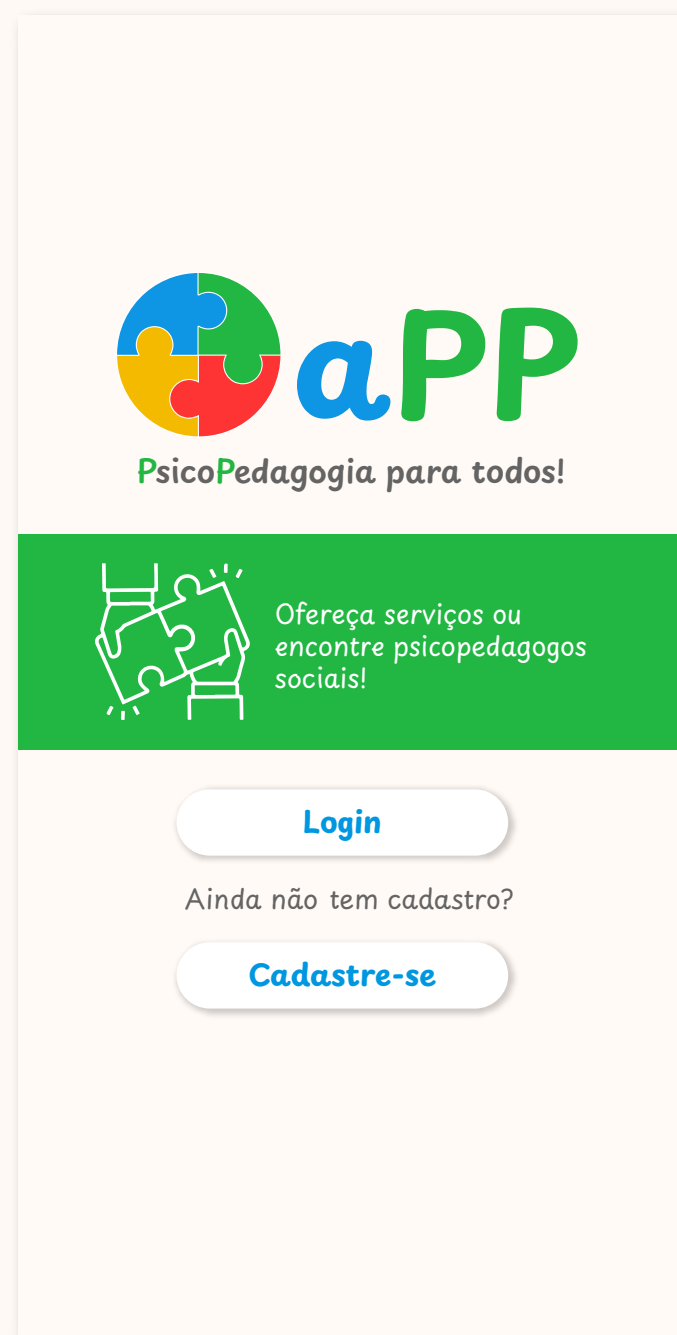 aPP
PsicoPedagogia para todos!
Ofereça serviços ou
encontre psicopedagogos
sociais!
Login
Ainda não tem cadastro?
Cadastre-se